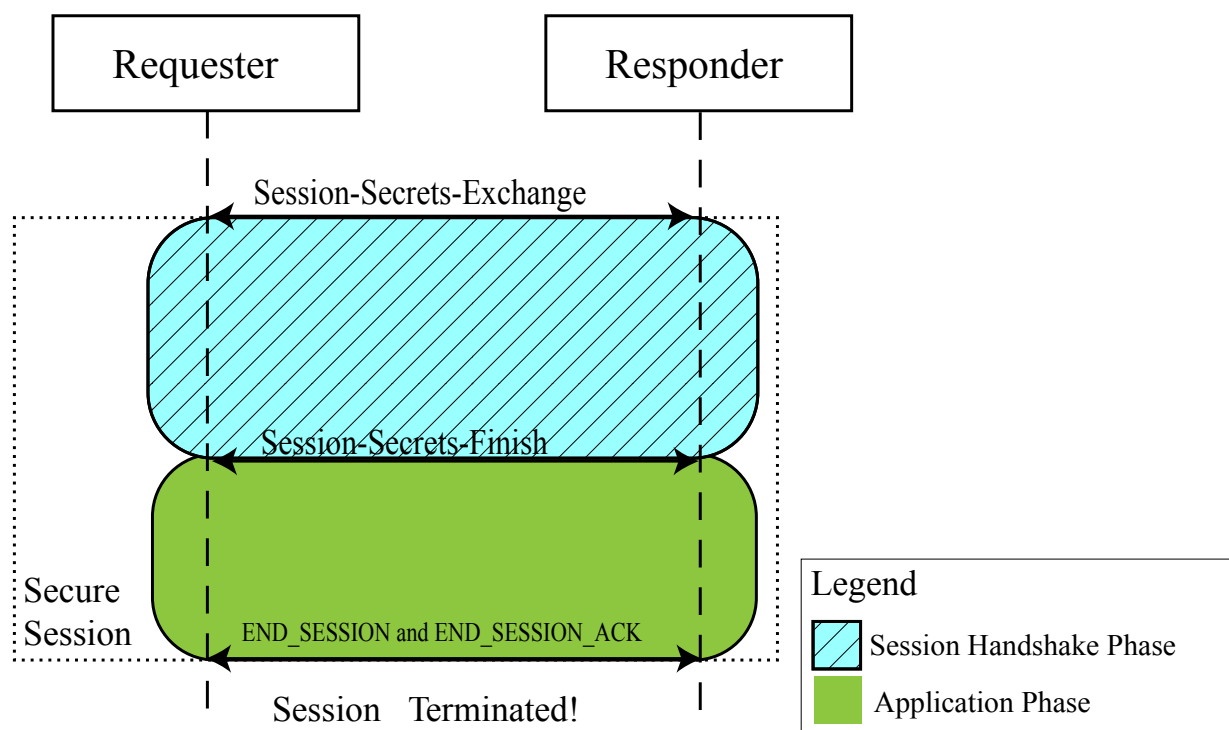 Requester
Responder
Session-Secrets-Exchange
Session-Secrets-Finish
Secure
Session
END_SESSION and END_SESSION_ACK
Session Terminated!
Legend
Session Handshake Phase
Application Phase